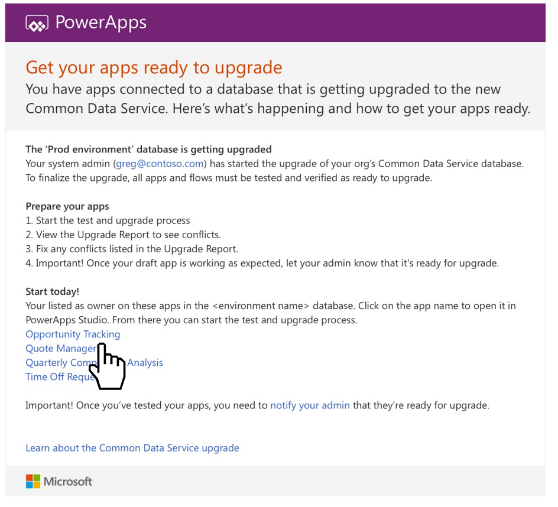 PowerApps
Get your apps ready to upgrade
You have apps connected to a database that is getting upgraded to the new
Common Data Service. Here's what's happening and how to get your apps ready.
The 'Prod environment' database is getting upgraded
Your system admin (greg@contoso.com) has started the upgrade of your org's Common Data Service database.
To finalize the upgrade, all apps and flows must be tested and verified as ready to upgrade.
Prepare your apps
1. Start the test and upgrade process
2. View the Upgrade Report to see conflicts.
3. Fix any conflicts listed in the Upgrade Report.
4. Important! Once your draft app is working as expected, let your admin know that it's ready for upgrade.
Start today!
Your listed as owner on these apps in the <environment name> database. Click on the app name to open it in
PowerApps Studio. From there you can start the test and upgrade process.
Opportunity Tracking
Quote Manager
Quarterly Analysis
Time Off
Important! Once you've tested your apps, you need to notify your admin that they're ready for upgrade.
Learn about the Common Data Service upgrade
Microsoft